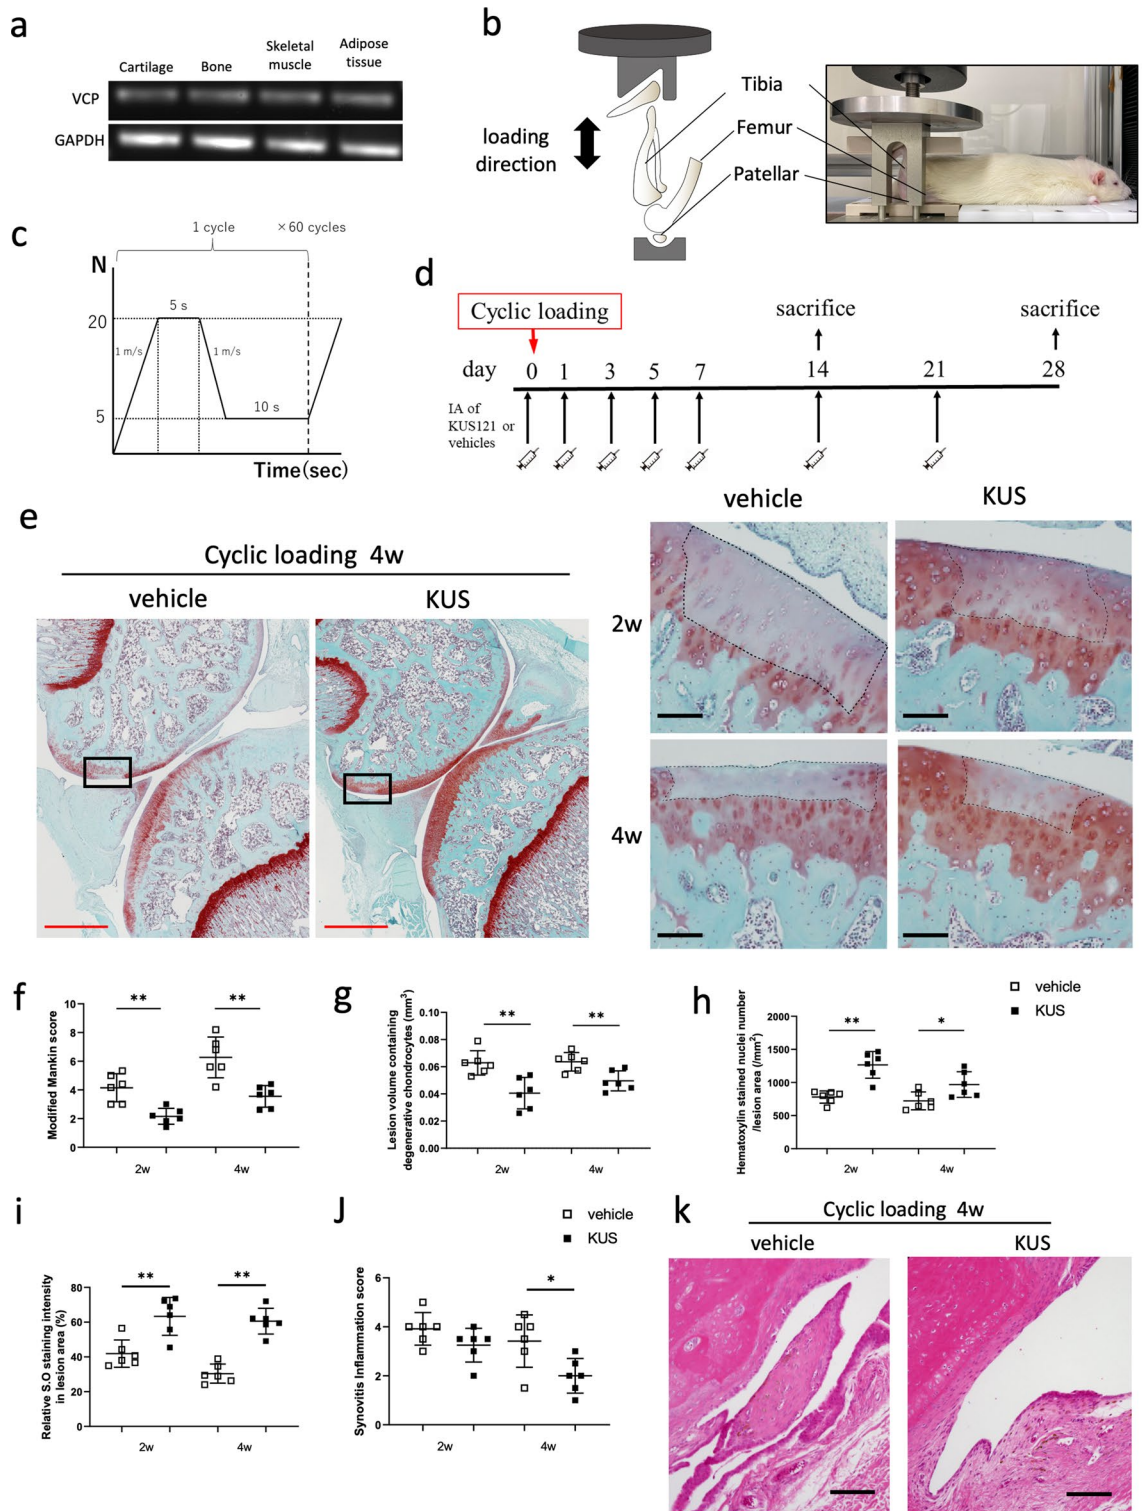 a
Cartilage
Bone
Skeletal
muscle
Adipose
tissue
VCP
GAPDH
b
loading
direction
Tibia
Femur
Patellar
c
1 cycle
×60 cycles
N
5 s
20
1 m/s
1 m/s
10 s
5
Time(sec)
d
Cyclic loading
sacrifice
sacrifice
day
0
1
3
5
7
14
21
28
IA of
KUS121 or
vehicles
e
Cyclic loading 4w
vehicle
KUS
vehicle
KUS
2w
4w
f
Modified Mankin score
10
8
6
4
2
0
**
**
2w
4w
g
Lesion volume containing
degenerative chondrocytes (mm³)
0.10
0.08
0.06
0.04
0.02
0.00
**
**
2w
4w
h
vehicle
KUS
Hematoxylin stained nuclei number
/lesion area (/mm²)
2000
1500
1000
500
0
**
*
2w
4w
i
Relative S.O staining intensity
in lesion area (%)
80
60
40
20
0
**
**
2w
4w
J
vehicle
KUS
Synovitis Inflammation score
6
4
2
0
*
2w
4w
k
Cyclic loading 4w
vehicle
KUS